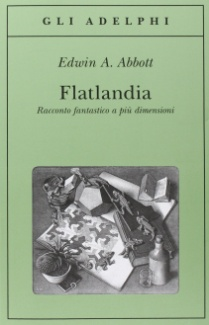 GLI ADELPHI
Edwin A. Abbott
Flatlandia
Racconto fantastico a più dimensioni